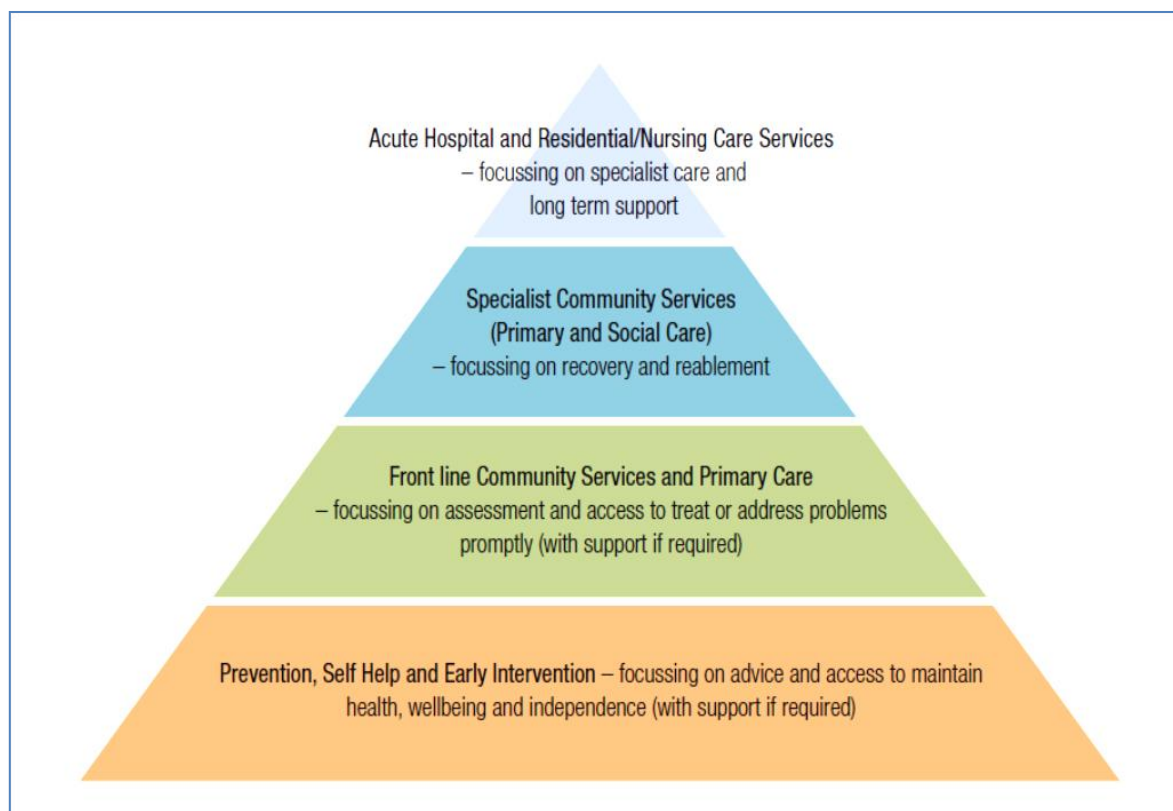 Acute Hospital and Residential/Nursing Care Services
– focussing on specialist care and
long term support
Specialist Community Services
(Primary and Social Care)
– focussing on recovery and reablement
Front line Community Services and Primary Care
– focussing on assessment and access to treat or address problems
promptly (with support if required)
Prevention, Self Help and Early Intervention – focussing on advice and access to maintain
health, wellbeing and independence (with support if required)